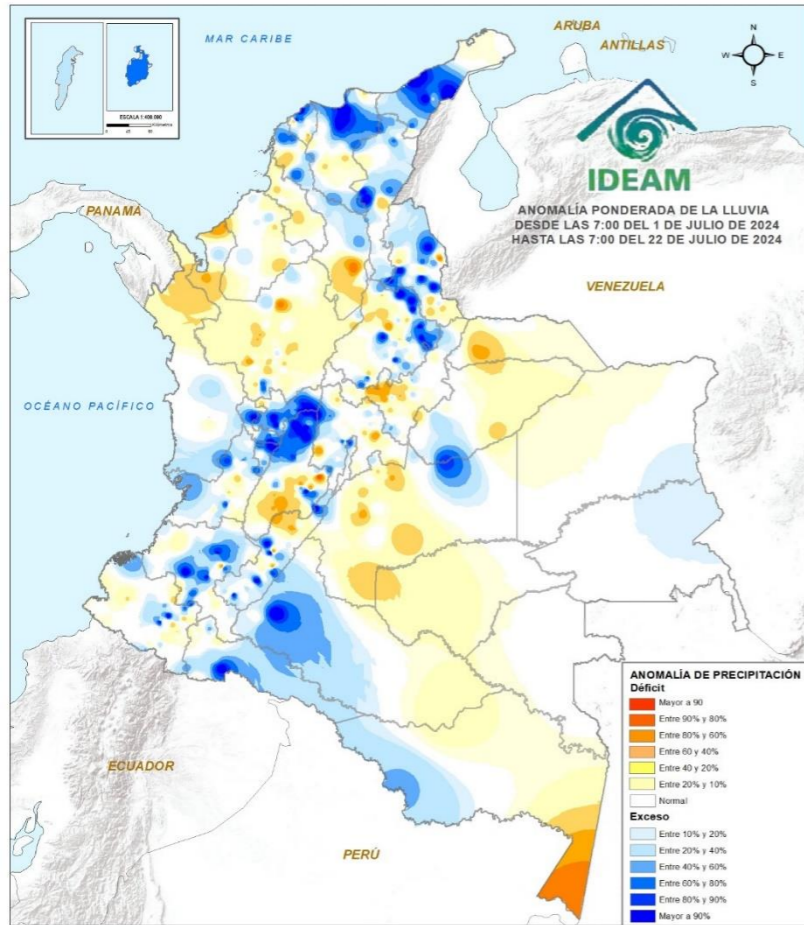 MAR CARIBE
ARUBA
ANTILLAS
N
W
E
S
ESCALA 1:400.000
IDEAM
ANOMALÍA PONDERADA DE LA LLUVIA
DESDE LAS 7:00 DEL 1 DE JULIO DE 2024
HASTA LAS 7:00 DEL 22 DE JULIO DE 2024
PANAMÁ
VENEZUELA
OCÉANO PACÍFICO
ECUADOR
PERÚ
ANOMALÍA DE PRECIPITACIÓN
Déficit
Mayor a 90
Entre 90% y 80%
Entre 80% y 60%
Entre 60 y 40%
Entre 40 y 20%
Entre 20% y 10%
Normal
Exceso
Entre 10% y 20%
Entre 20% y 40%
Entre 40% y 60%
Entre 60% y 80%
Entre 80% y 90%
Mayor a 90%